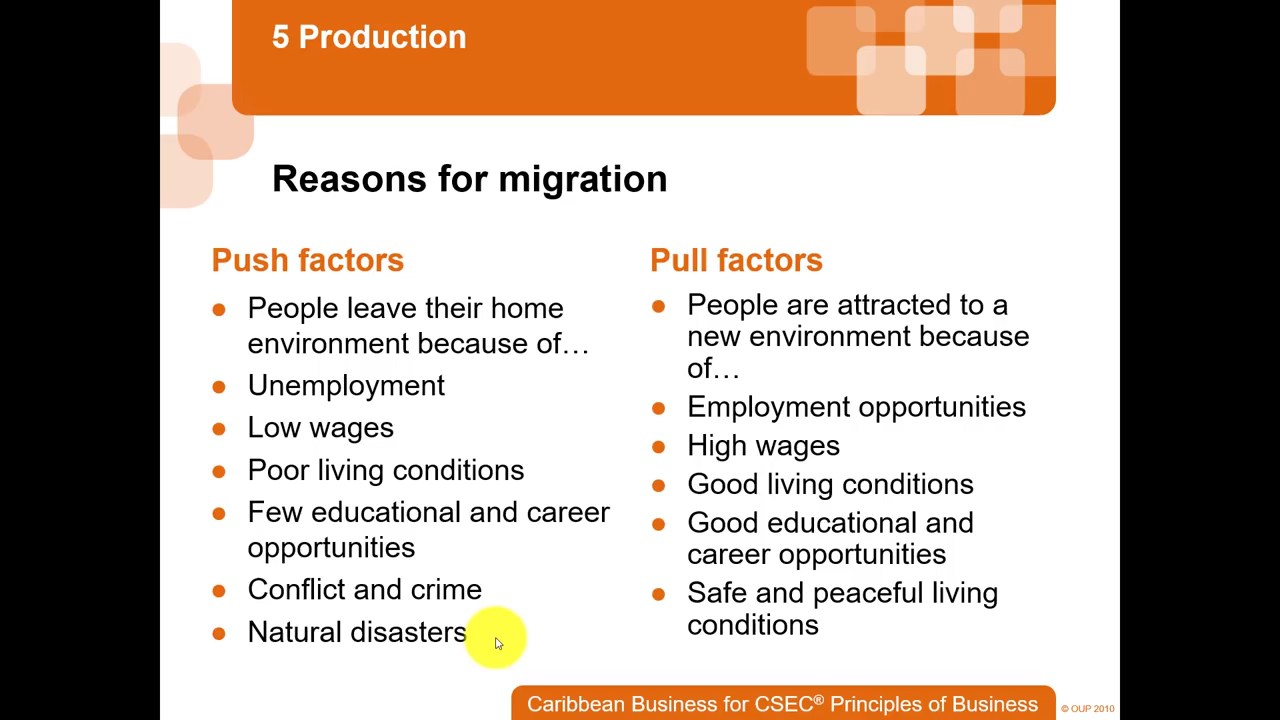 5 Production
Reasons for migration
Push factors
People leave their home
environment because of…
Unemployment
Low wages
Poor living conditions
Few educational and career
opportunities
Conflict and crime
Natural disasters
Pull factors
People are attracted to a
new environment because
of…
Employment opportunities
High wages
Good living conditions
Good educational and
career opportunities
Safe and peaceful living
conditions
Caribbean Business for CSEC® Principles of Business
© OUP 2010